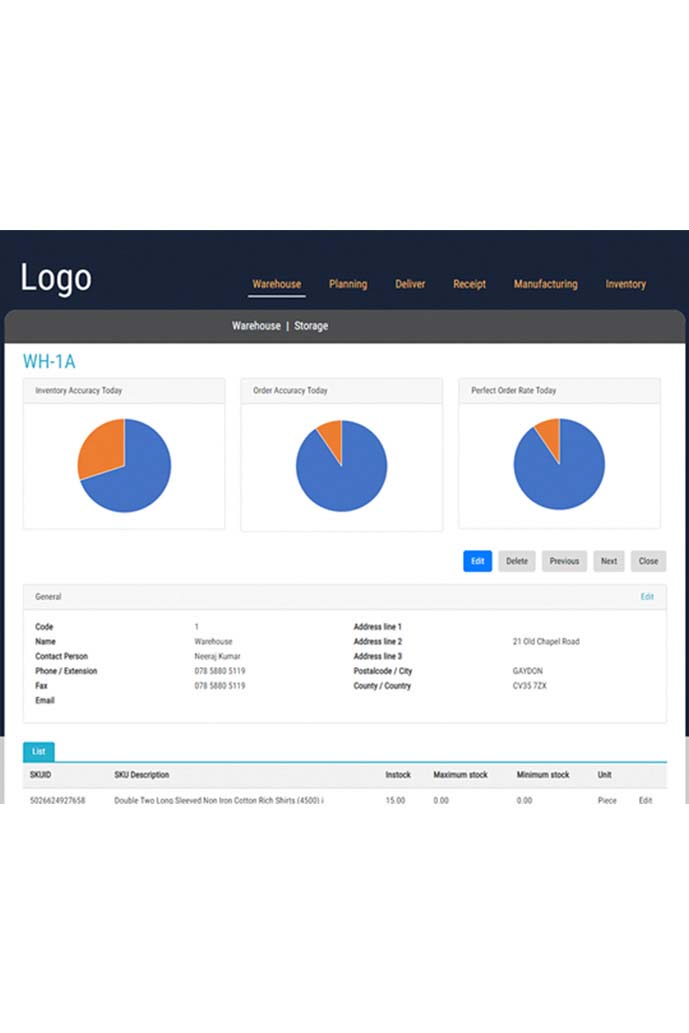 Logo
Warehouse Planning Deliver Receipt Manufacturing Inventory
Warehouse | Storage
WH-1A
Inventory Accuracy Today Order Accuracy Today Perfect Order Rate Today
Edit Delete Previous Next Close
General Edit
Code 1 Address line 1
Name Warehouse Address line 2 21 Old Chapel Road
Contact Person Neeraj Kumar Address line 3
Phone / Extension 078 5880 5119 Postalcode / City GAYDON
Fax 078 5880 5119 County / Country CV35 7ZX
Email
List
SKUID SKU Description Instock Maximum stock Minimum stock Unit
5026624927658 Double Two Long Sleeved Non Iron Cotton Rich Shirts (4500) i 15.00 0.00 0.00 Piece Edit